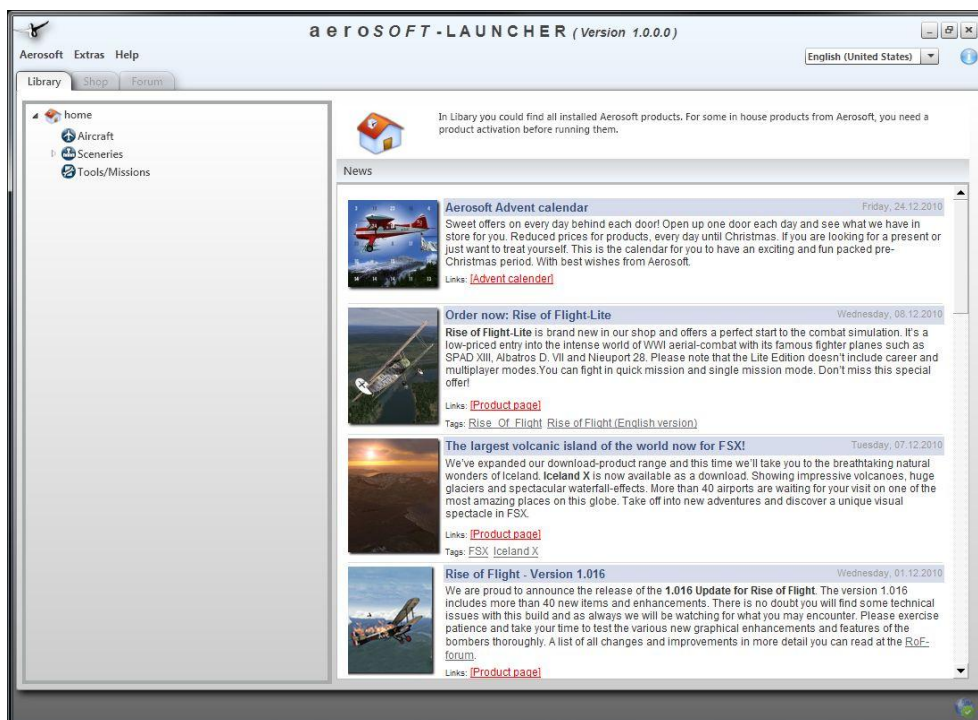 aeroSOFT-LAUNCHER (Version 1.0.0.0)
Aerosoft Extras Help
English (United States)
Library Shop Forum
home
Aircraft
Sceneries
Tools/Missions
In Libary you could find all installed Aerosoft products. For some in house products from Aerosoft, you need a
product activation before running them.
News
Aerosoft Advent calendar Friday, 24.12.2010
Sweet offers on every day behind each door! Open up one door each day and see what we have in
store for you. Reduced prices for products, every day until Christmas. If you are looking for a present or
just want to treat yourself. This is the calendar for you to have an exciting and fun packed pre-
Christmas period. With best wishes from Aerosoft.
Links: [Advent calender]
Order now: Rise of Flight-Lite Wednesday, 08.12.2010
Rise of Flight-Lite is brand new in our shop and offers a perfect start to the combat simulation. It's a
low-priced entry into the intense world of WWI aerial-combat with its famous fighter planes such as
SPAD XIII, Albatros D. VII and Nieuport 28. Please note that the Lite Edition doesn't include career and
multiplayer modes.You can fight in quick mission and single mission mode. Don't miss this special
offer!
Links: [Product page]
Tags: Rise_Of_Flight Rise of Flight (English version)
The largest volcanic island of the world now for FSX! Tuesday, 07.12.2010
We've expanded our download-product range and this time we'll take you to the breathtaking natural
wonders of Iceland. Iceland X is now available as a download. Showing impressive volcanoes, huge
glaciers and spectacular waterfall-effects. More than 40 airports are waiting for your visit on one of the
most amazing places on this globe. Take off into new adventures and discover a unique visual
spectacle in FSX.
Links: [Product page]
Tags: FSX Iceland X
Rise of Flight - Version 1.016 Wednesday, 01.12.2010
We are proud to announce the release of the 1.016 Update for Rise of Flight. The version 1.016
includes more than 40 new items and enhancements. There is no doubt you will find some technical
issues with this build and as always we will be watching for what you may encounter. Please exercise
patience and take your time to test the various new graphical enhancements and features of the
bombers thoroughly. A list of all changes and improvements in more detail you can read at the RoF-
forum.
Links: [Product page]